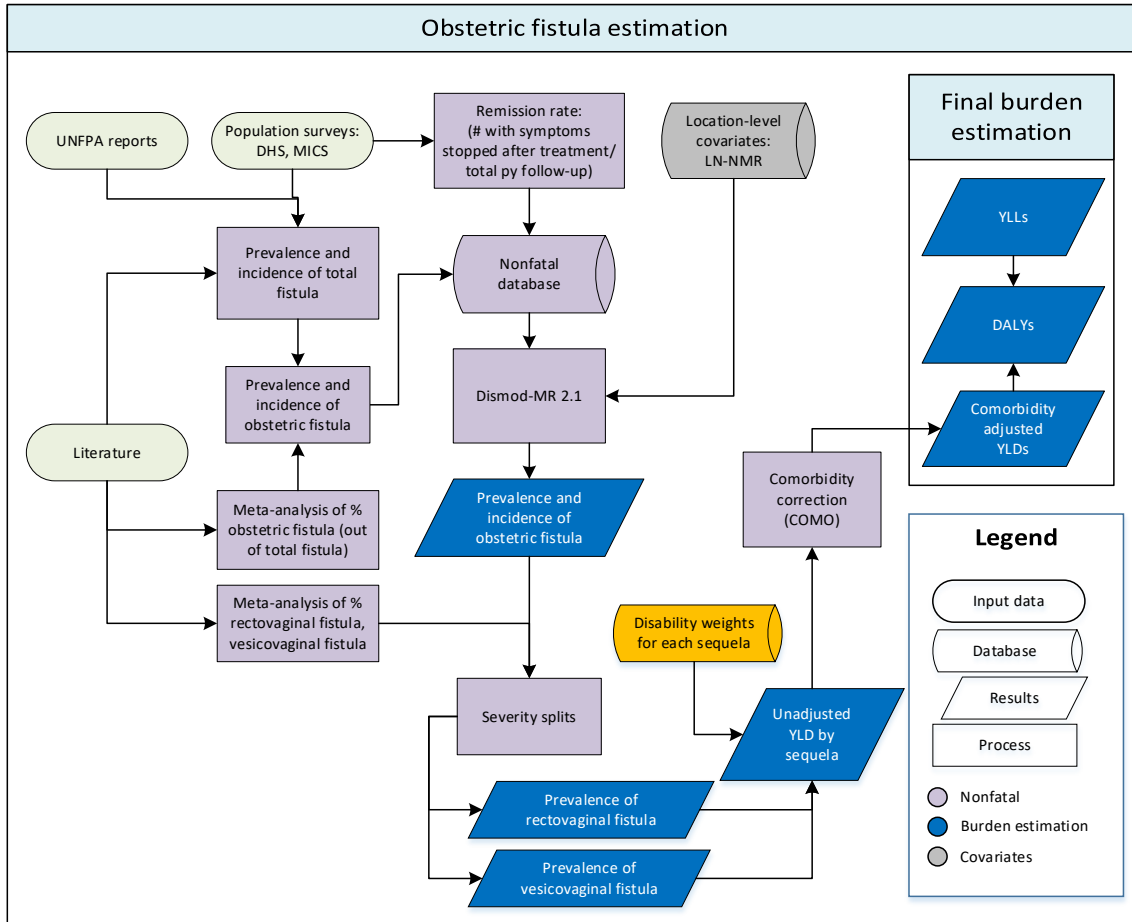 Obstetric fistula estimation
UNFPA reports
Population surveys:
DHS, MICS
Remission rate:
(# with symptoms
stopped after treatment/
total py follow-up)
Location-level
covariates:
LN-NMR
Prevalence and
incidence of total
fistula
Nonfatal
database
Prevalence and
incidence of
obstetric fistula
Dismod-MR 2.1
Literature
Meta-analysis of %
obstetric fistula (out
of total fistula)
Prevalence and
incidence of
obstetric fistula
Meta-analysis of %
rectovaginal fistula,
vesicovaginal fistula
Disability weights
for each sequela
Comorbidity
correction
(COMO)
Severity splits
Unadjusted
YLD by
sequela
Prevalence of
rectovaginal fistula
Prevalence of
vesicovaginal fistula
Final burden
estimation
YLLs
DALYs
Comorbidity
adjusted
YLDs
Legend
Input data
Database
Results
Process
Nonfatal
Burden estimation
Covariates